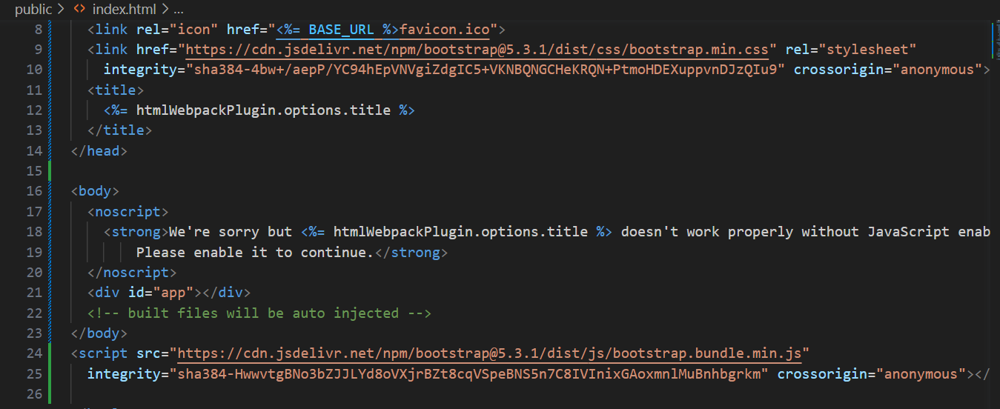 public > <> index.html > ...
8 <link rel="icon" href="<%= BASE_URL %>favicon.ico">
9 <link href="https://cdn.jsdelivr.net/npm/bootstrap@5.3.1/dist/css/bootstrap.min.css" rel="stylesheet"
10 integrity="sha384-4bw+/aepP/YC94hEpVNVgiZdgIC5+VKNBQNGCHeKRQN+PtmoHDEXuppvnDJzQIu9" crossorigin="anonymous">
11 <title>
12 <%= htmlWebpackPlugin.options.title %>
13 </title>
14 </head>
15
16 <body>
17 <noscript>
18 <strong>We're sorry but <%= htmlWebpackPlugin.options.title %> doesn't work properly without JavaScript enab
19 Please enable it to continue.</strong>
20 </noscript>
21 <div id="app"></div>
22 <!-- built files will be auto injected -->
23 </body>
24 <script src="https://cdn.jsdelivr.net/npm/bootstrap@5.3.1/dist/js/bootstrap.bundle.min.js"
25 integrity="sha384-HwwvtgBNo3bZJJLYd8oVXjrBZt8cqVSpeBNS5n7C8IVInixGAoxmnlMuBnhbgrkm" crossorigin="anonymous"></
26